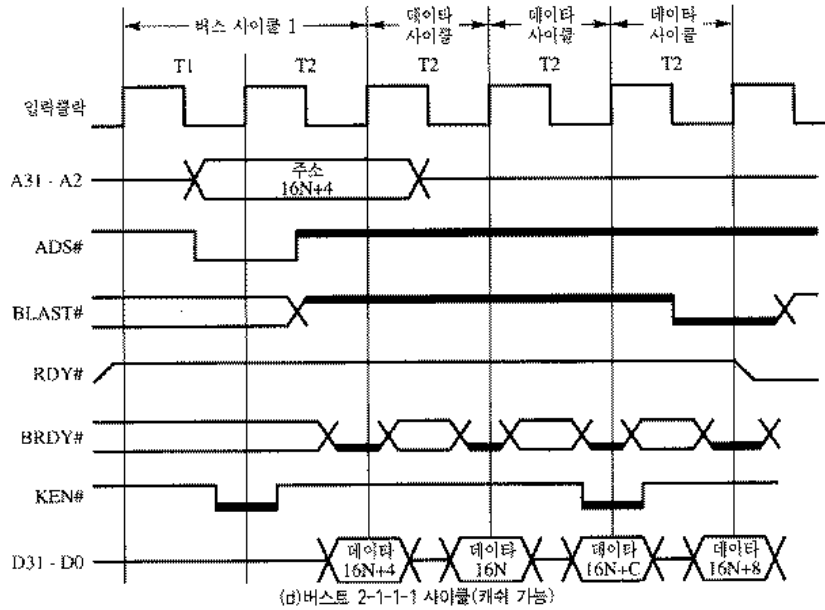 버스 사이클 1
데이타
사이클
데이타
사이클
데이타
사이클
T1
T2
T2
T2
T2
입력클락
A31 - A2
주소
16N+4
ADS#
BLAST#
RDY#
BRDY#
KEN#
D31 - D0
데이타
16N+4
데이타
16N
데이타
16N+C
데이타
16N+8
(d)버스트 2-1-1-1 사이클(캐쉬 가능)